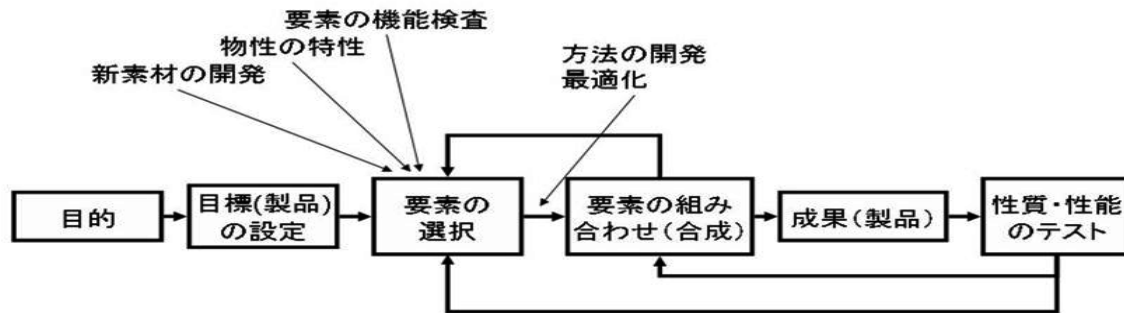 要素の機能検査
物性の特性
新素材の開発
方法の開発
最適化
目的
目標(製品)
の設定
要素の
選択
要素の組み
合わせ(合成)
成果(製品)
性質・性能
のテスト